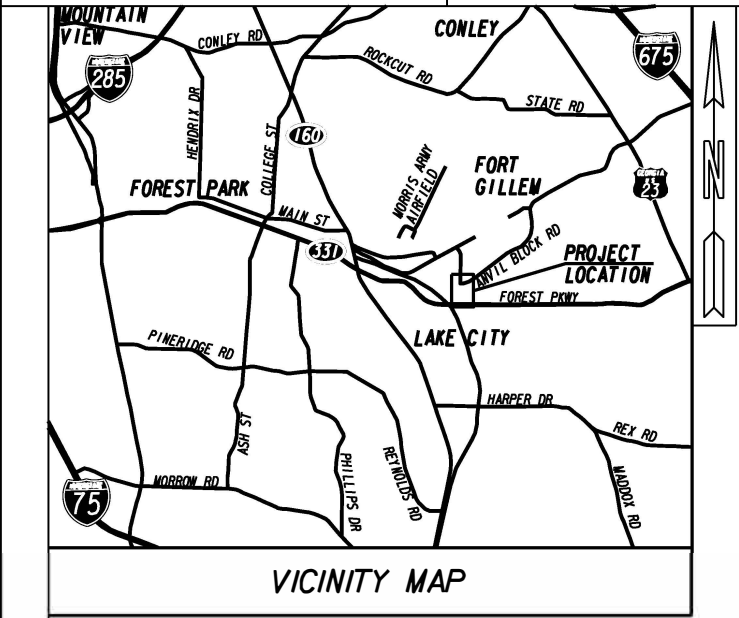 MOUNTAIN
VIEW
CONLEY RD
CONLEY
285
675
ROCKCUT RD
STATE RD
HENDRIX DR
COLLEGE ST
160
MORRIS ARMY
AIRFIELD
FORT
GILLEM
GEORGIA
23
N
FOREST PARK
MAIN ST
331
ANVIL BLOCK RD
PROJECT
LOCATION
FOREST PKWY
LAKE CITY
PINERIDGE RD
HARPER DR
REX RD
ASH ST
PHILLIPS DR
REYNOLDS RD
MADDOX RD
MORROW RD
75
VICINITY MAP